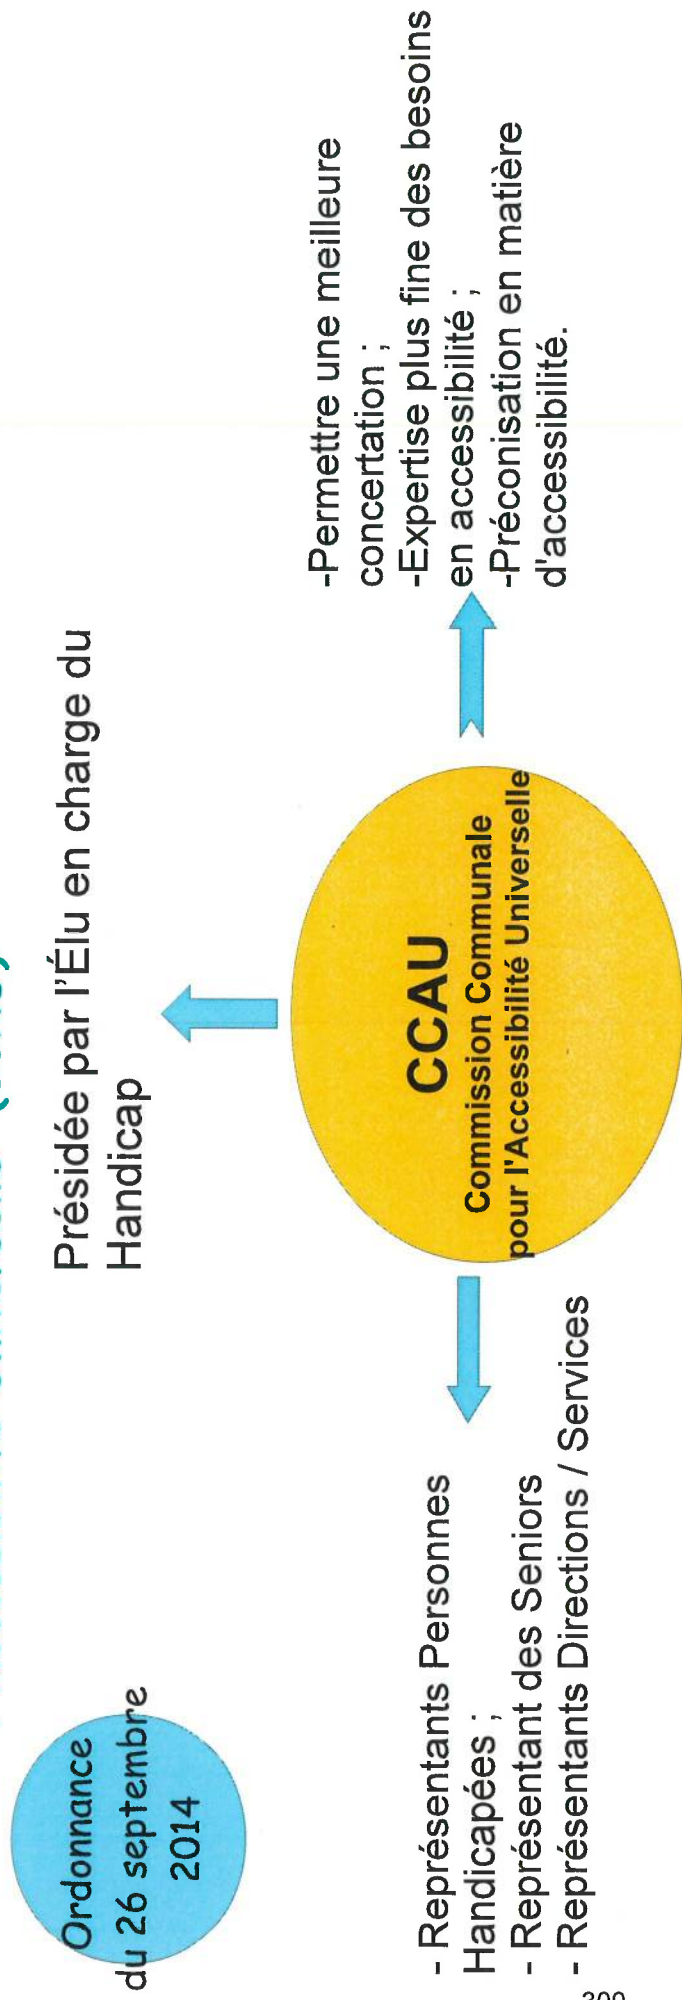 Ordonnance
du 26 septembre
2014
Présidée par l'Élu en charge du
Handicap
- Représentants Personnes
Handicapées ;
- Représentant des Seniors
- Représentants Directions / Services
CCAU
Commission Communale
pour l'Accessibilité Universelle
-Permettre une meilleure
concertation ;
-Expertise plus fine des besoins
en accessibilité ;
-Préconisation en matière
d'accessibilité.